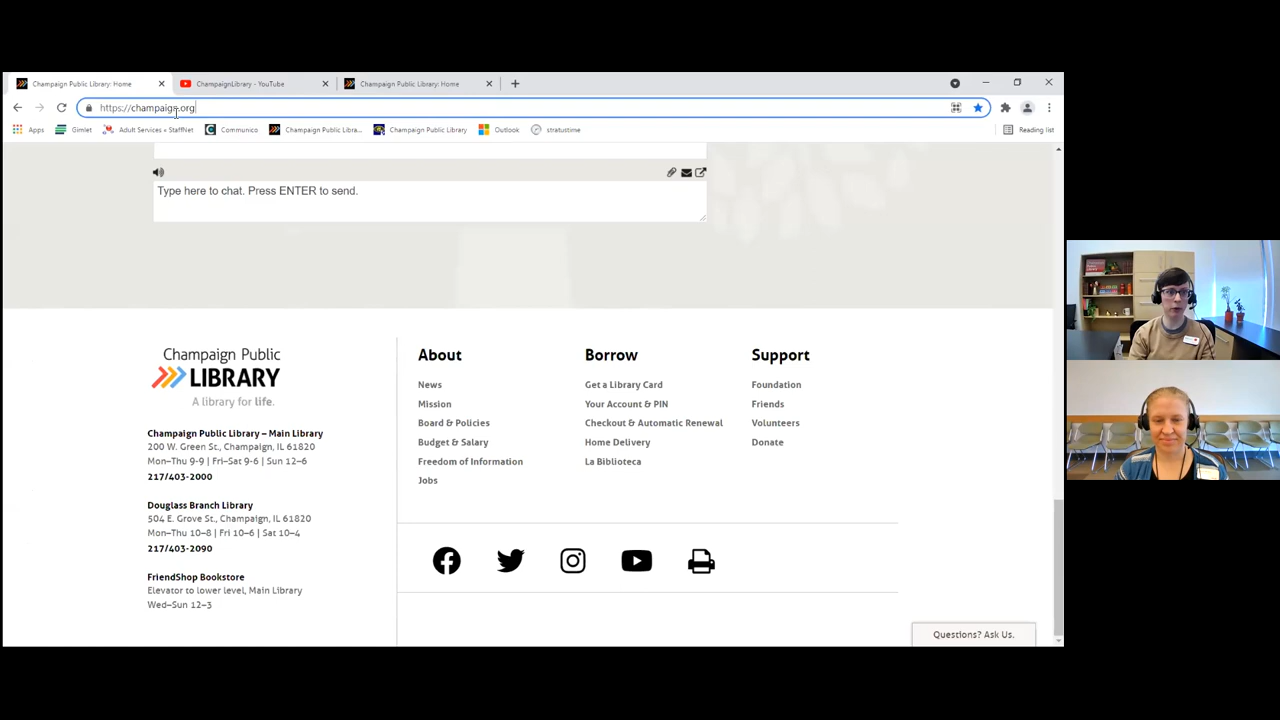 Champaign Public Library: Home
ChampaignLibrary - YouTube
Champaign Public Library: Home
https://champaign.org
Apps
Gimlet
Adult Services » StaffNet
Communico
Champaign Public Libra...
Champaign Public Library
Outlook
stratustime
Reading list
Type here to chat. Press ENTER to send.
Champaign Public
LIBRARY
A library for life.
Champaign Public Library – Main Library
200 W. Green St., Champaign, IL 61820
Mon–Thu 9-9 | Fri–Sat 9-6 | Sun 12–6
217/403-2000
Douglass Branch Library
504 E. Grove St., Champaign, IL 61820
Mon–Thu 10–8 | Fri 10–6 | Sat 10–4
217/403-2090
FriendShop Bookstore
Elevator to lower level, Main Library
Wed–Sun 12–3
About
News
Mission
Board & Policies
Budget & Salary
Freedom of Information
Jobs
Borrow
Get a Library Card
Your Account & PIN
Checkout & Automatic Renewal
Home Delivery
La Biblioteca
Support
Foundation
Friends
Volunteers
Donate
Questions? Ask Us.